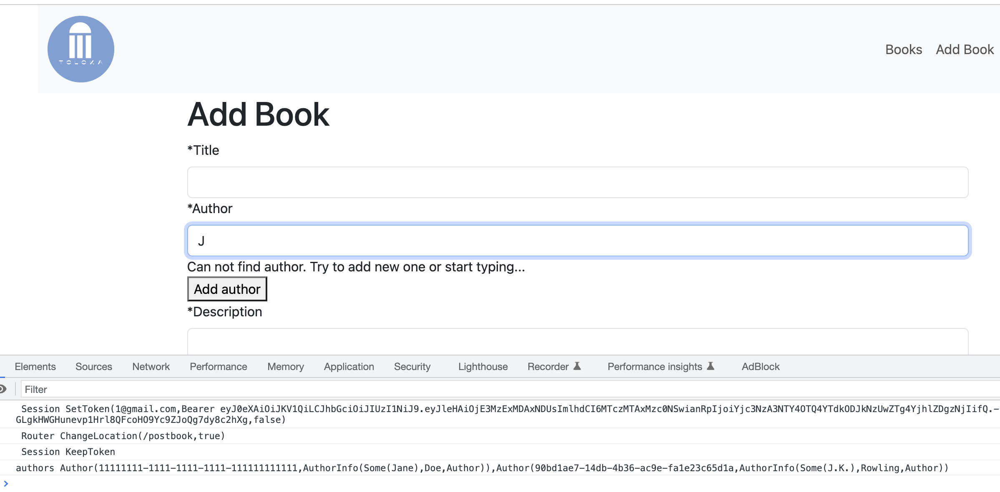 TOLOKA
Books Add Book
Add Book
*Title
*Author
J
Can not find author. Try to add new one or start typing...
Add author
*Description
Elements Sources Network Performance Memory Application Security Lighthouse Recorder Performance insights AdBlock
Filter
Session SetToken(1@gmail.com,Bearer eyJ0eXAiOiJKV1QiLCJhbGciOiJIUzI1NiJ9.eyJleHAiOjE3MzExMDAxNDUsImlhdCI6MTczMTAxMzc0NSwianRpIjoiYjc3NzA3NTY4OTQ4YTdkODJkNzUwZTg4YjhlZDgzNjIifQ.-
GLgkHWGHunevp1Hrl8QFcoHO9Yc9ZJoQg7dy8c2hXg,false)
Router ChangeLocation(/postbook,true)
Session KeepToken
authors Author(11111111-1111-1111-1111-111111111111,AuthorInfo(Some(Jane),Doe,Author)),Author(90bd1ae7-14db-4b36-ac9e-fa1e23c65d1a,AuthorInfo(Some(J.K.),Rowling,Author))